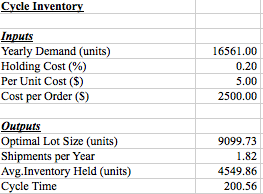 Cycle Inventory
Inputs
Yearly Demand (units) 16561.00
Holding Cost (%) 0.20
Per Unit Cost ($) 5.00
Cost per Order ($) 2500.00
Outputs
Optimal Lot Size (units) 9099.73
Shipments per Year 1.82
Avg.Inventory Held (units) 4549.86
Cycle Time 200.56